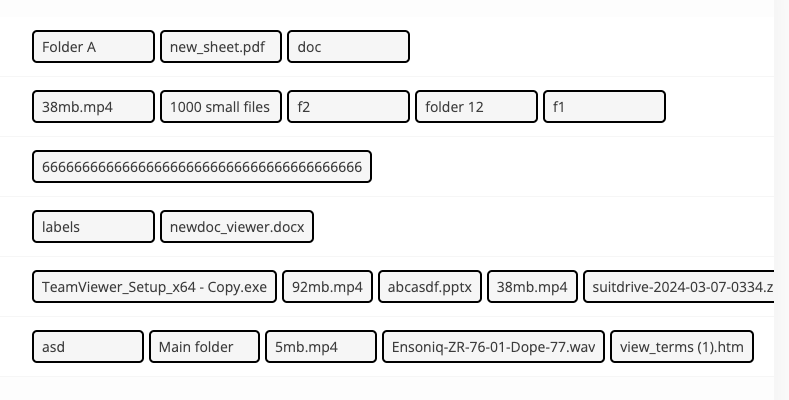 Folder A new_sheet.pdf doc
38mb.mp4 1000 small files f2 folder 12 f1
6666666666666666666666666666666666666666
labels newdoc_viewer.docx
TeamViewer_Setup_x64 - Copy.exe 92mb.mp4 abcasdf.pptx 38mb.mp4 suitdrive-2024-03-07-0334.z
asd Main folder 5mb.mp4 Ensoniq-ZR-76-01-Dope-77.wav view_terms (1).htm